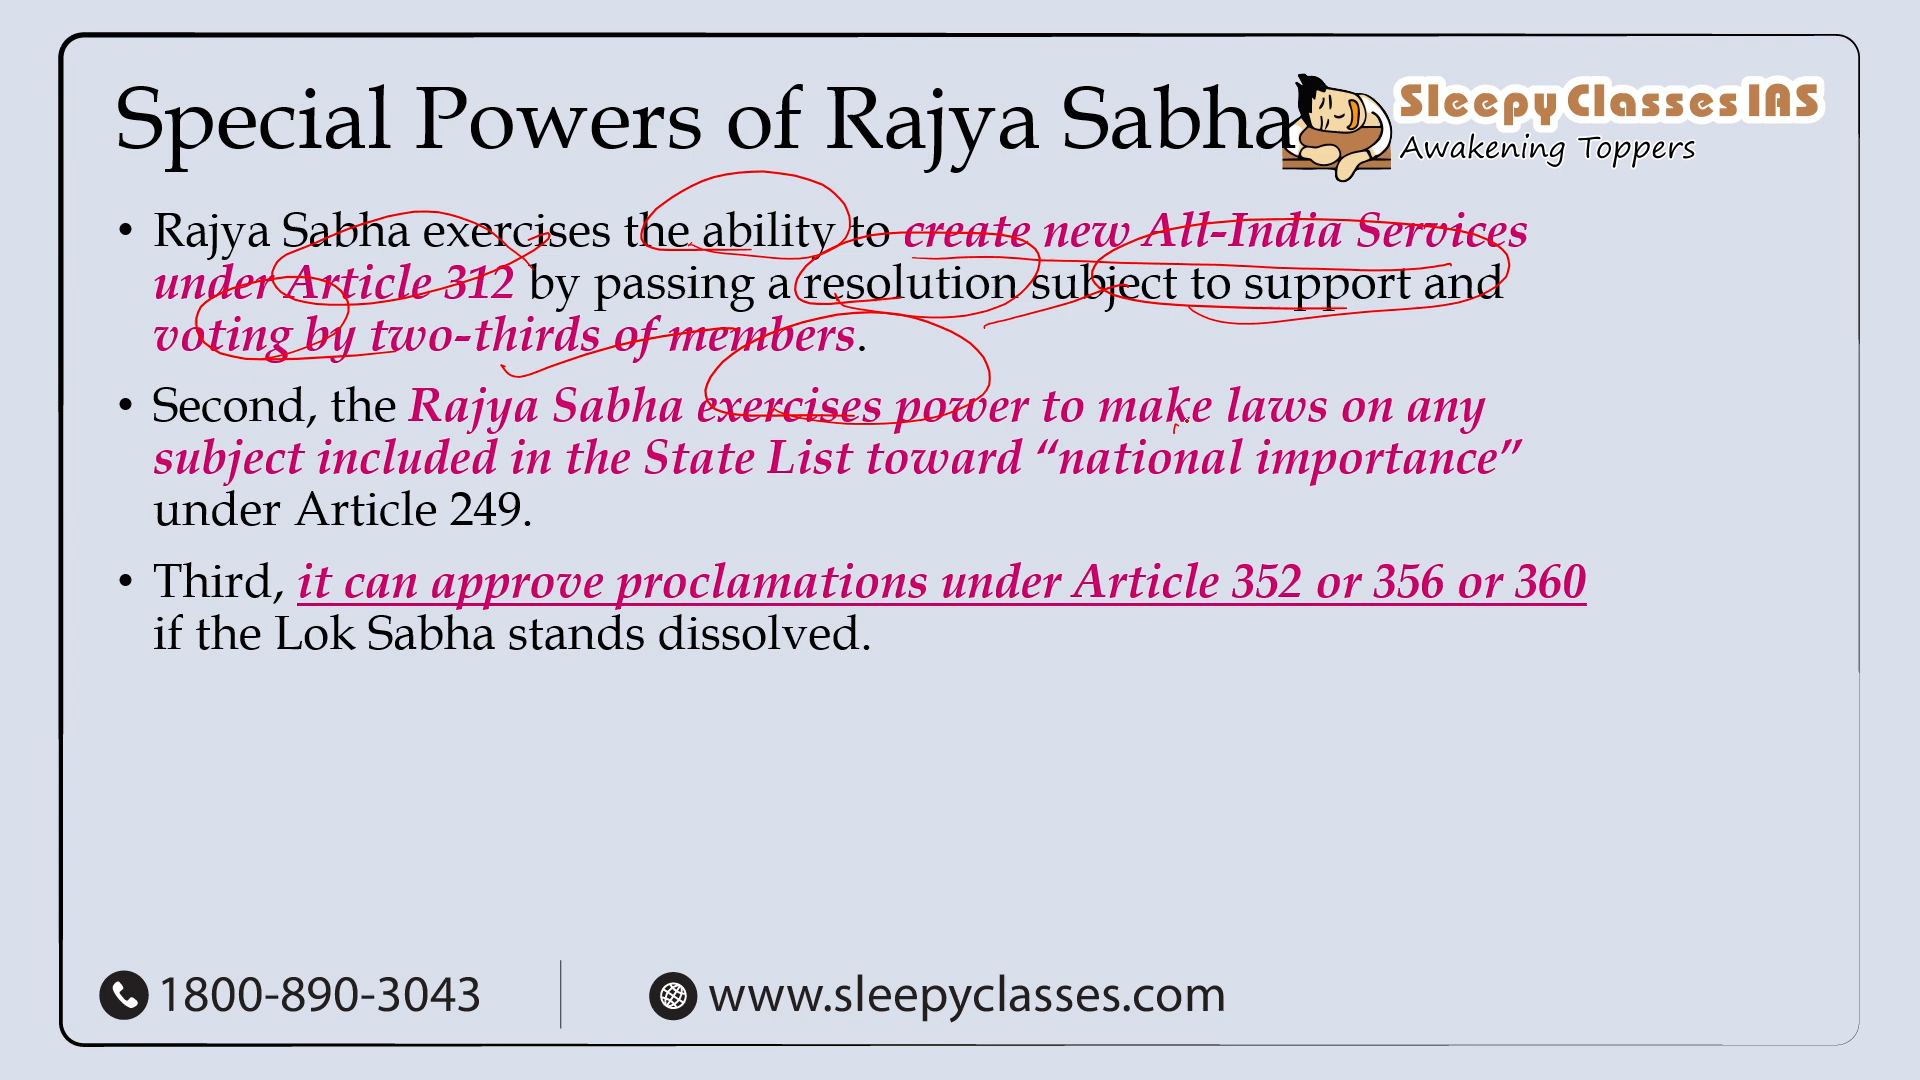 Special Powers of Rajya Sabha
Sleepy Classes IAS
Awakening Toppers
• Rajya Sabha exercises the ability to create new All-India Services
under Article 312 by passing a resolution subject to support and
voting by two-thirds of members.
• Second, the Rajya Sabha exercises power to make laws on any
subject included in the State List toward “national importance”
under Article 249.
• Third, it can approve proclamations under Article 352 or 356 or 360
if the Lok Sabha stands dissolved.
1800-890-3043
www.sleepyclasses.com